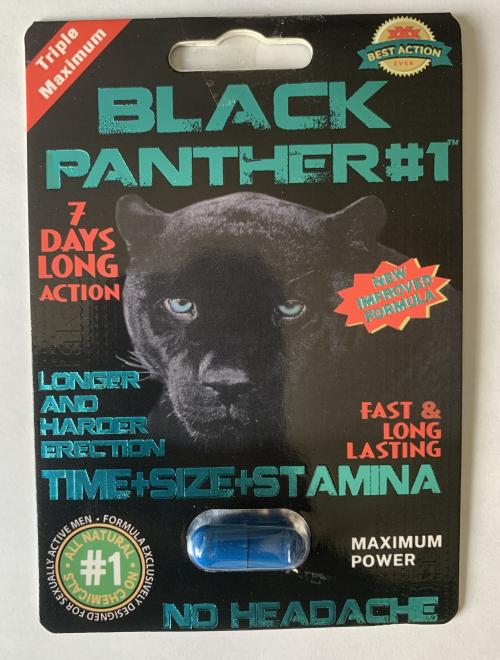 Triple
Maximum
XXX
BEST ACTION
EVER
BLACK
PANTHER#1™
7
DAYS
LONG
ACTION
NEW
IMPROVED
FORMULA
LONGER
AND
HARDER
ERECTION
FAST &
LONG
LASTING
TIME+SIZE+STAMINA
FORMULA EXCLUSIVELY DESIGNED FOR SEXUALLY ACTIVE MEN •
ALL NATURAL • NO CHEMICALS •
#1
MAXIMUM
POWER
NO HEADACHE